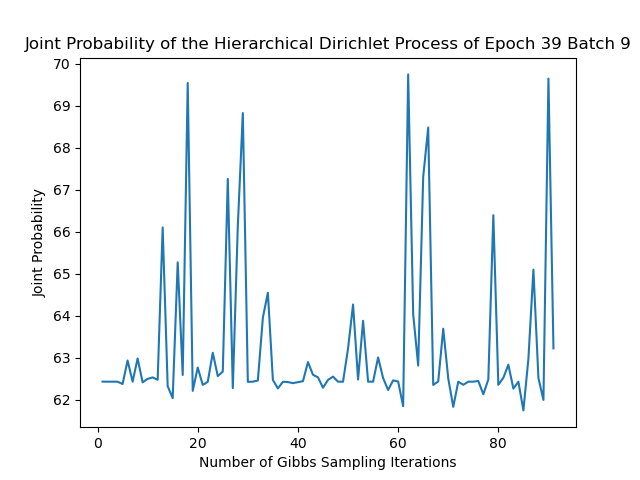 Joint Probability of the Hierarchical Dirichlet Process of Epoch 39 Batch 9
70
69
68
67
66
65
64
63
62
Joint Probability
0 20 40 60 80
Number of Gibbs Sampling Iterations